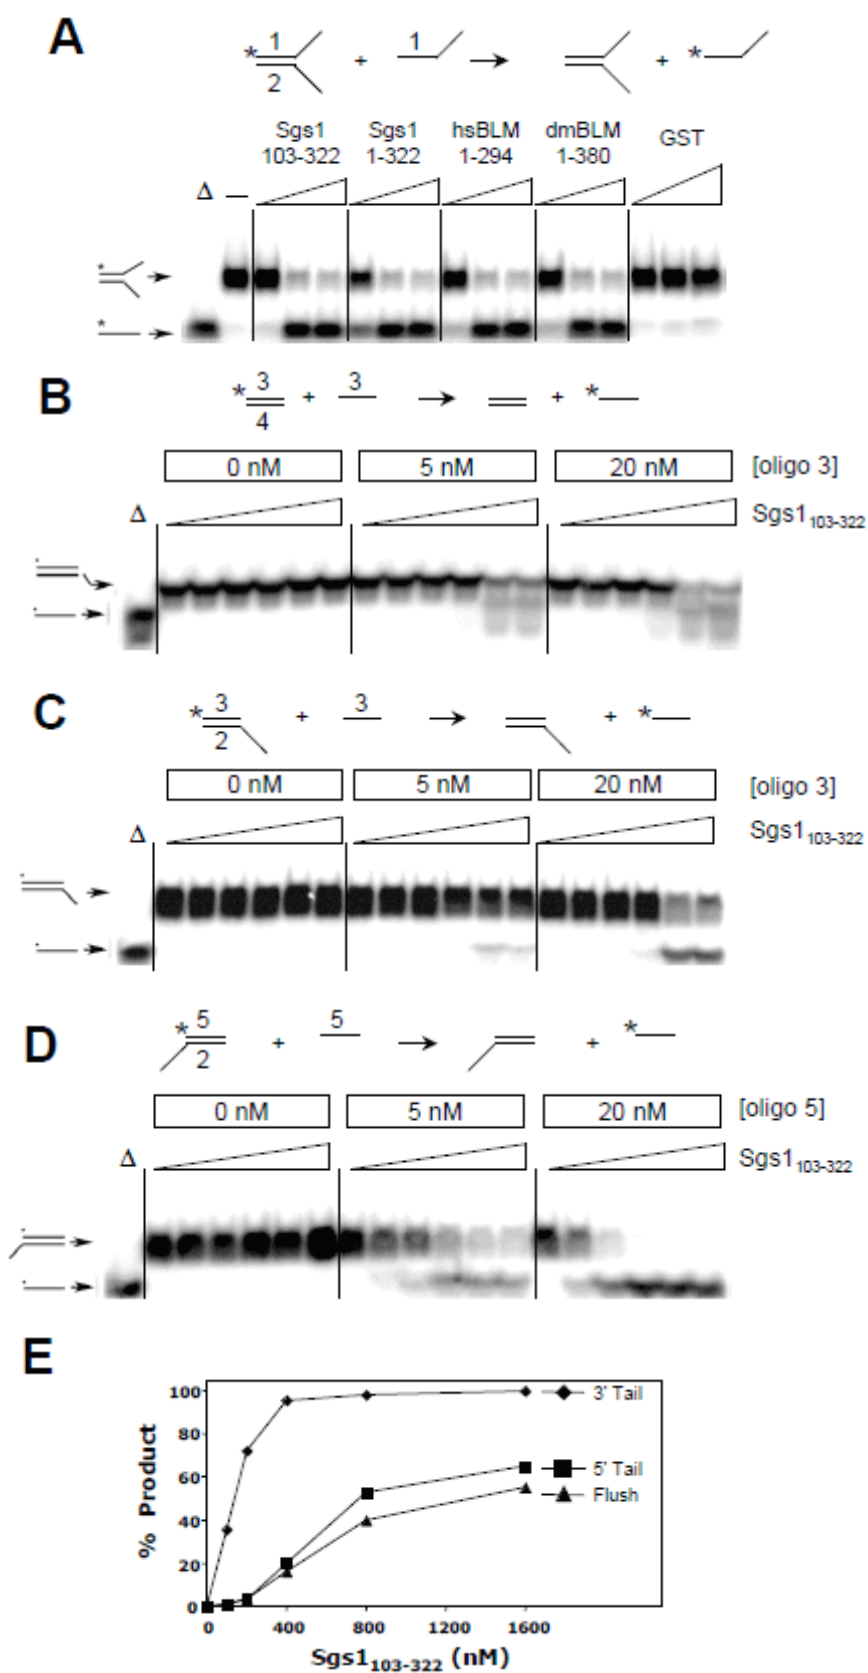 A
* 1 + 1 → + *
2
Sgs1 Sgs1 hsBLM dmBLM GST
103-322 1-322 1-294 1-380
Δ —
*
*
B
* 3 + 3 → + *
4
0 nM 5 nM 20 nM [oligo 3]
Δ Sgs1103-322
C
* 3 + 3 → + *
2
0 nM 5 nM 20 nM [oligo 3]
Δ Sgs1103-322
D
* 5 + 5 → + *
2
0 nM 5 nM 20 nM [oligo 5]
Δ Sgs1103-322
E
100
80
60
40
20
0
% Product
3' Tail
5' Tail
Flush
0 400 800 1200 1600
Sgs1103-322 (nM)